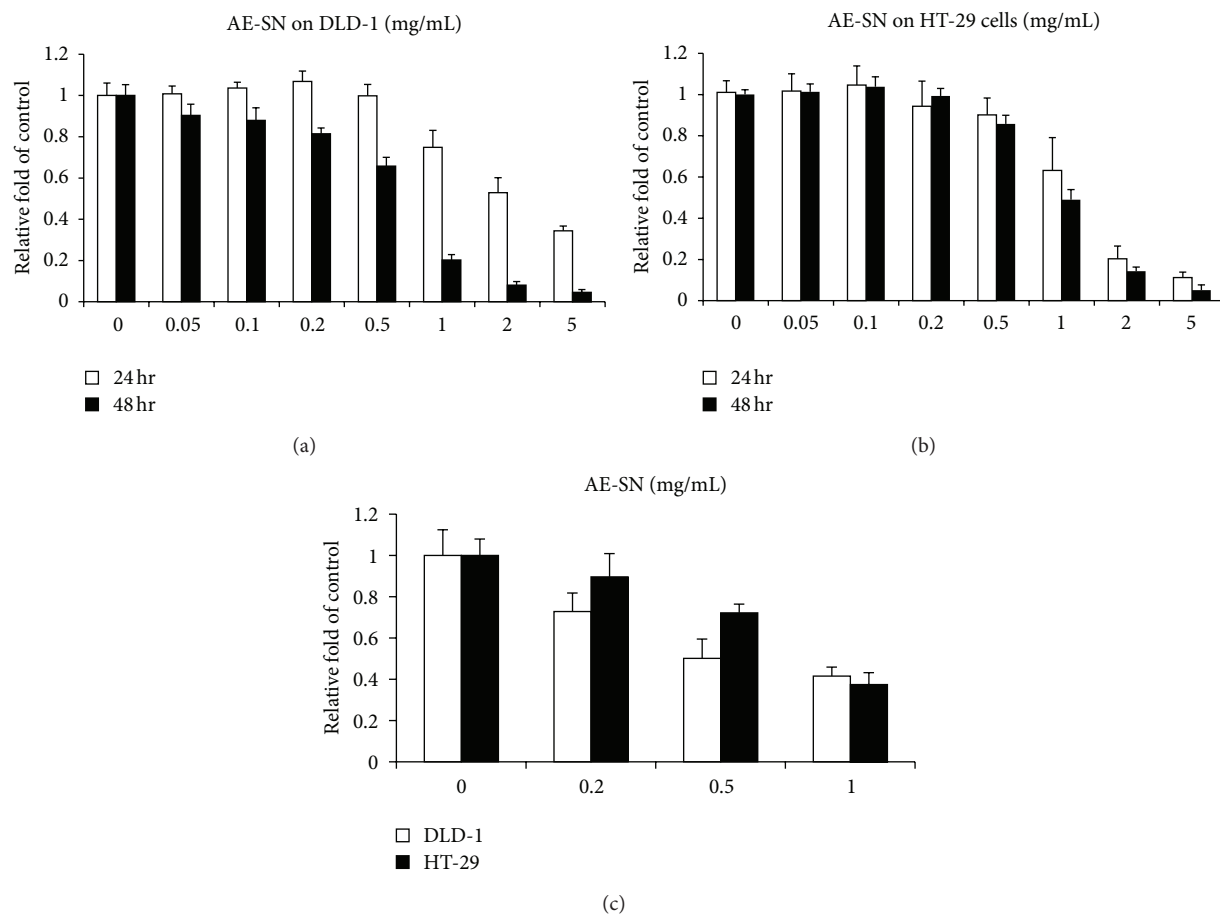 AE-SN on DLD-1 (mg/mL)
Relative fold of control
1.2
1
0.8
0.6
0.4
0.2
0
0 0.05 0.1 0.2 0.5 1 2 5
24 hr
48 hr
(a)
AE-SN on HT-29 cells (mg/mL)
Relative fold of control
1.2
1
0.8
0.6
0.4
0.2
0
0 0.05 0.1 0.2 0.5 1 2 5
24 hr
48 hr
(b)
AE-SN (mg/mL)
Relative fold of control
1.2
1
0.8
0.6
0.4
0.2
0
0 0.2 0.5 1
DLD-1
HT-29
(c)